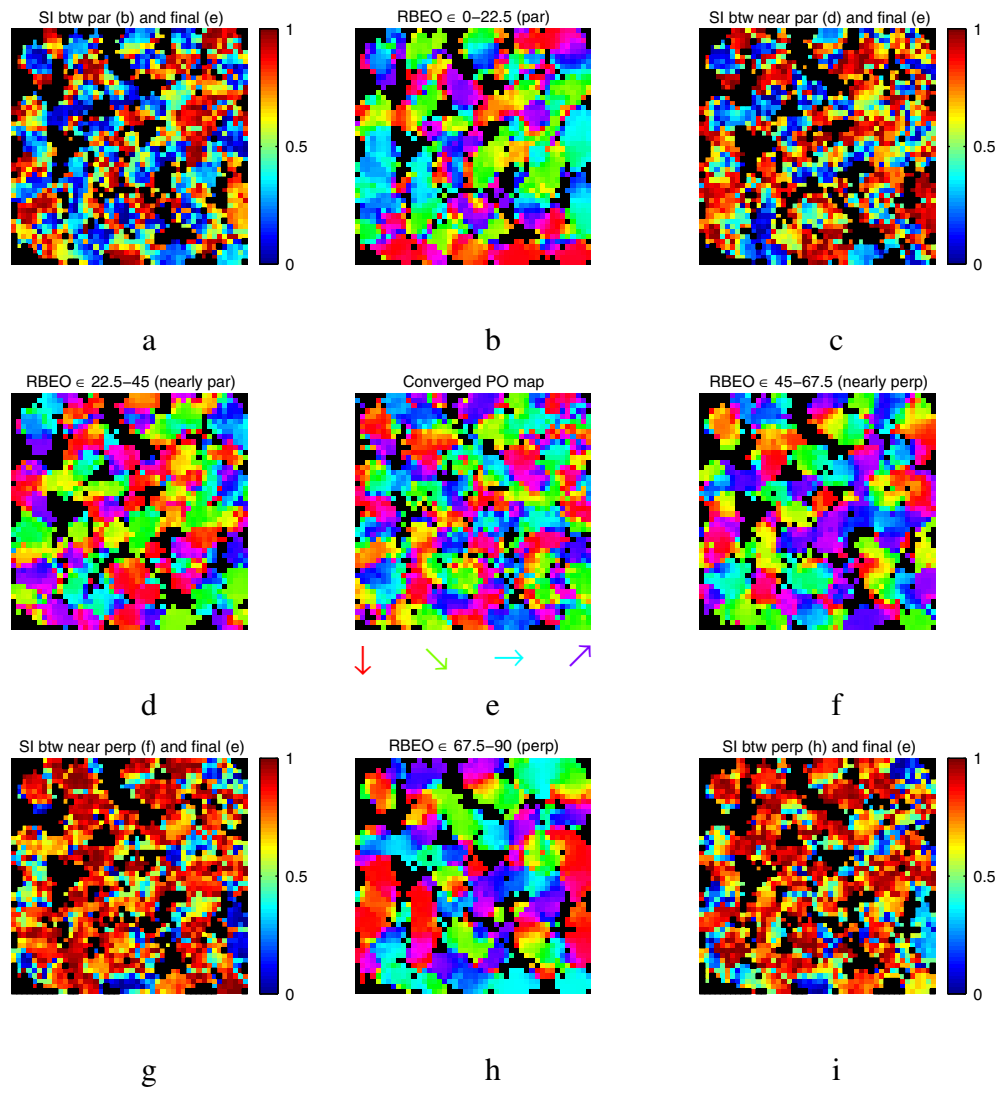 SI btw par (b) and final (e)
RBEO ∈ 0−22.5 (par)
SI btw near par (d) and final (e)
1
0.5
0
1
0.5
0
a
b
c
RBEO ∈ 22.5−45 (nearly par)
Converged PO map
RBEO ∈ 45−67.5 (nearly perp)
d
e
f
SI btw near perp (f) and final (e)
RBEO ∈ 67.5−90 (perp)
SI btw perp (h) and final (e)
1
0.5
0
1
0.5
0
g
h
i